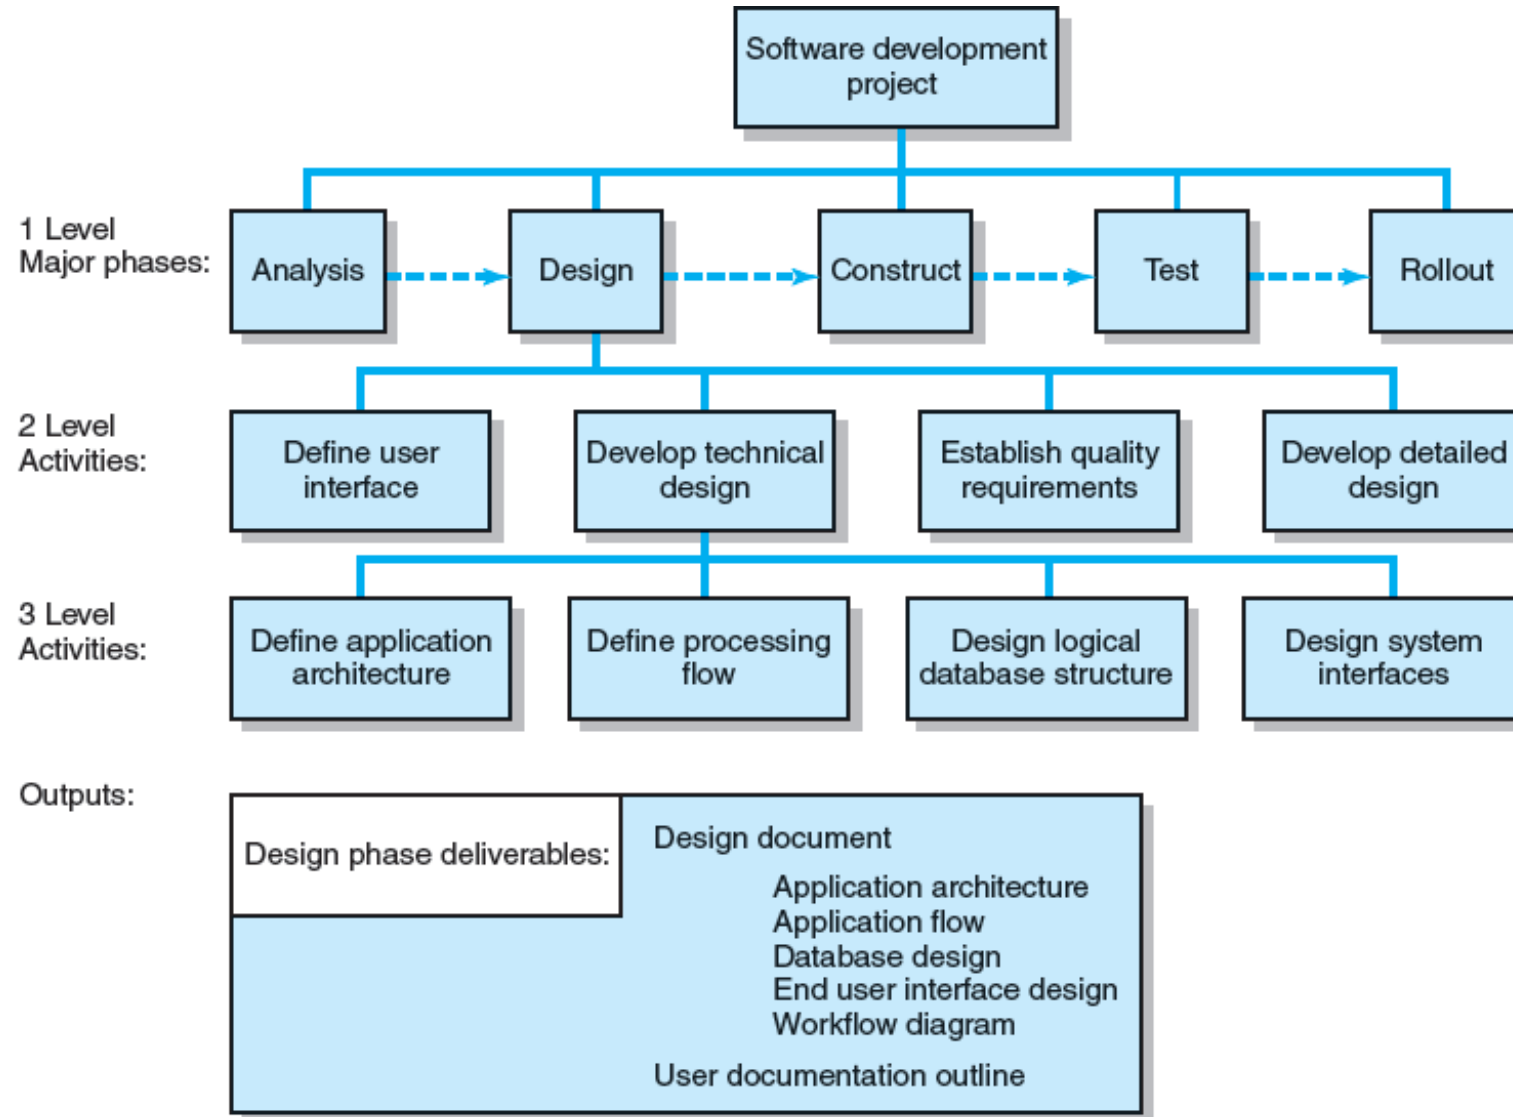 Software development
project
1 Level
Major phases:
Analysis
Design
Construct
Test
Rollout
2 Level
Activities:
Define user
interface
Develop technical
design
Establish quality
requirements
Develop detailed
design
3 Level
Activities:
Define application
architecture
Define processing
flow
Design logical
database structure
Design system
interfaces
Outputs:
Design phase deliverables:
Design document
Application architecture
Application flow
Database design
End user interface design
Workflow diagram
User documentation outline